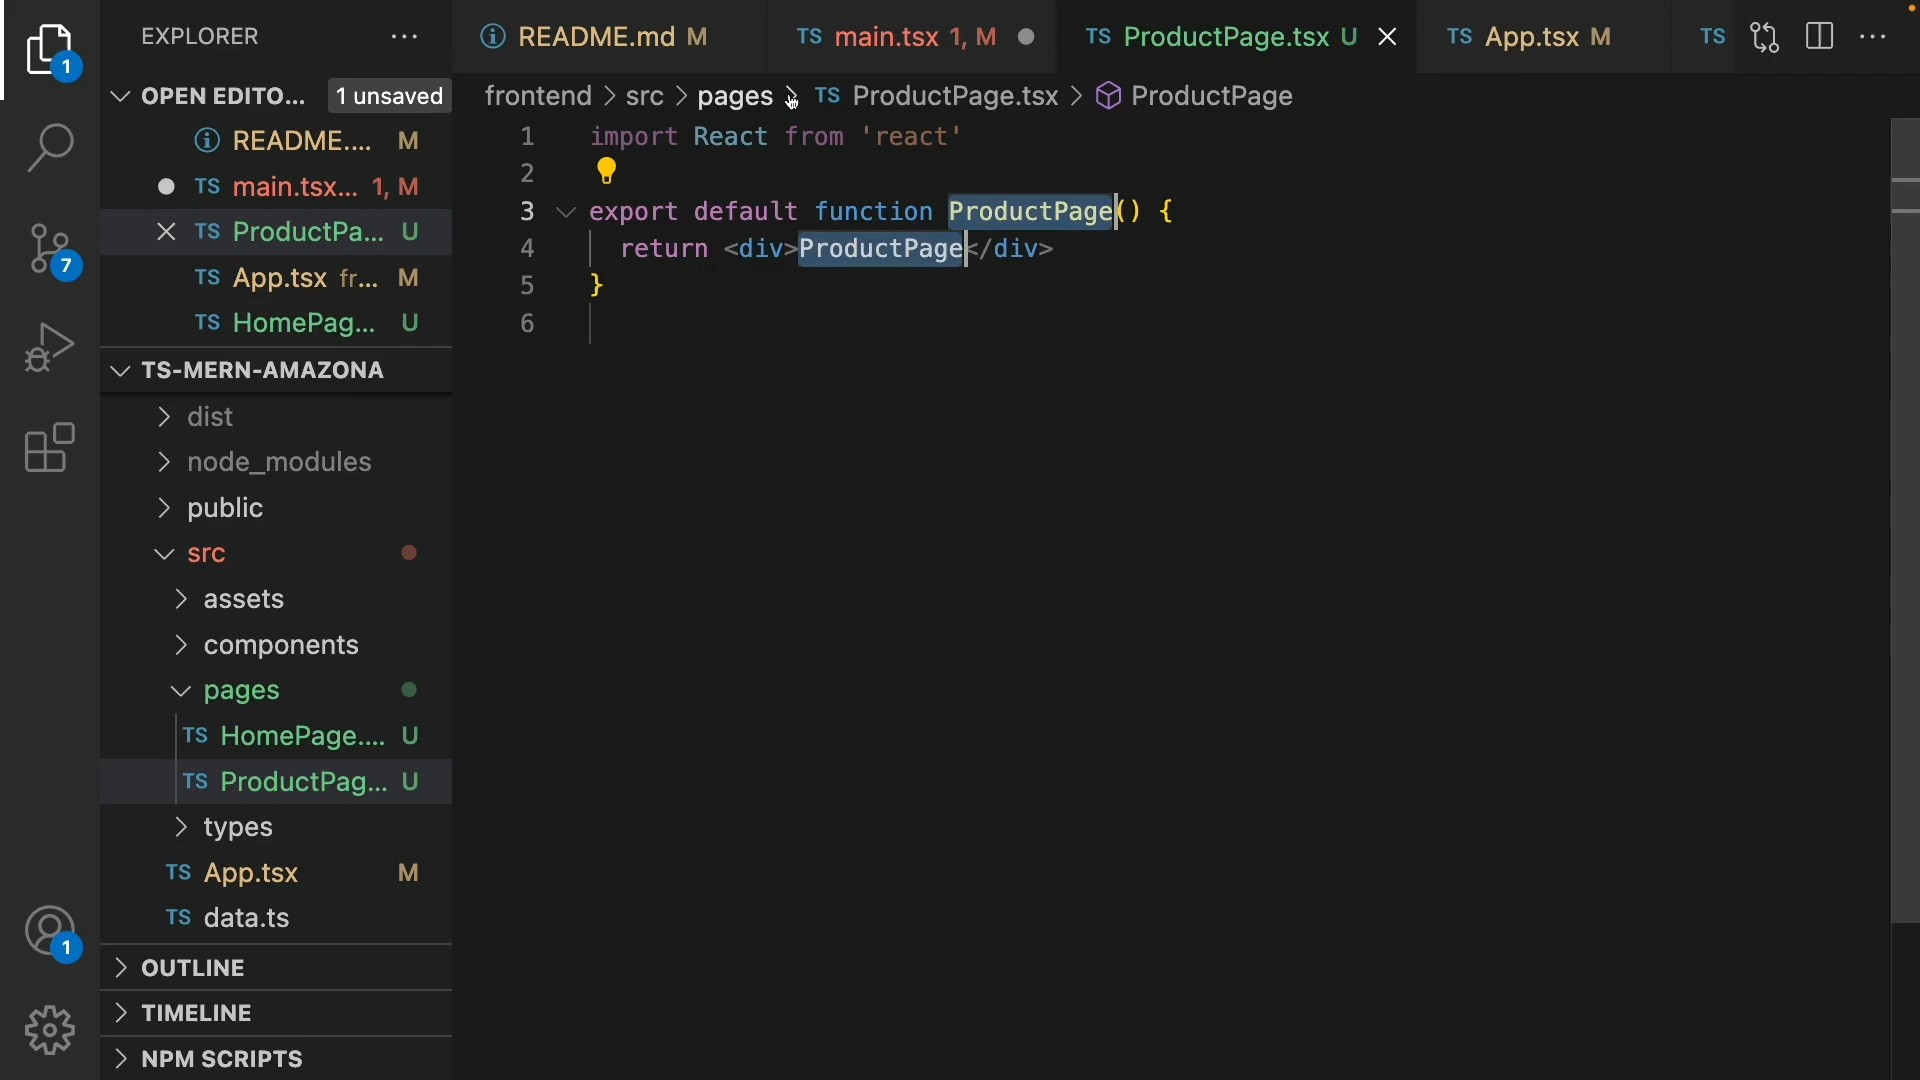 EXPLORER
README.md M
TS main.tsx 1, M
TS ProductPage.tsx U
TS App.tsx M
TS
OPEN EDITO... 1 unsaved
README.... M
TS main.tsx... 1, M
TS ProductPa... U
TS App.tsx fr... M
TS HomePag... U
TS-MERN-AMAZONA
dist
node_modules
public
src
assets
components
pages
TS HomePage.... U
TS ProductPag... U
types
TS App.tsx M
TS data.ts
OUTLINE
TIMELINE
NPM SCRIPTS
1
7
1
frontend > src > pages > TS ProductPage.tsx > ProductPage
1 import React from 'react'
2
3 export default function ProductPage() {
4 return <div>ProductPage</div>
5 }
6